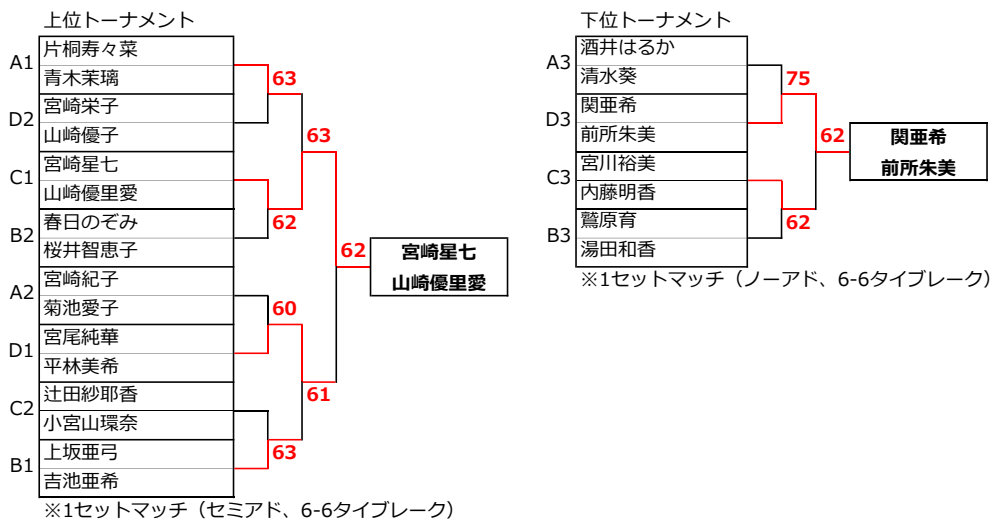 上位トーナメント
A1
片桐寿々菜
青木茉璃
D2
宮崎栄子
山崎優子
C1
宮崎星七
山崎優里愛
B2
春日のぞみ
桜井智恵子
A2
宮崎紀子
菊池愛子
D1
宮尾純華
平林美希
C2
辻田紗耶香
小宮山環奈
B1
上坂亜弓
吉池亜希
63
62
60
63
63
61
62
宮崎星七
山崎優里愛
※1セットマッチ（セミアド、6-6タイブレーク）
下位トーナメント
A3
酒井はるか
清水葵
D3
関亜希
前所朱美
C3
宮川裕美
内藤明香
B3
鷲原育
湯田和香
75
62
62
関亜希
前所朱美
※1セットマッチ（ノーアド、6-6タイブレーク）